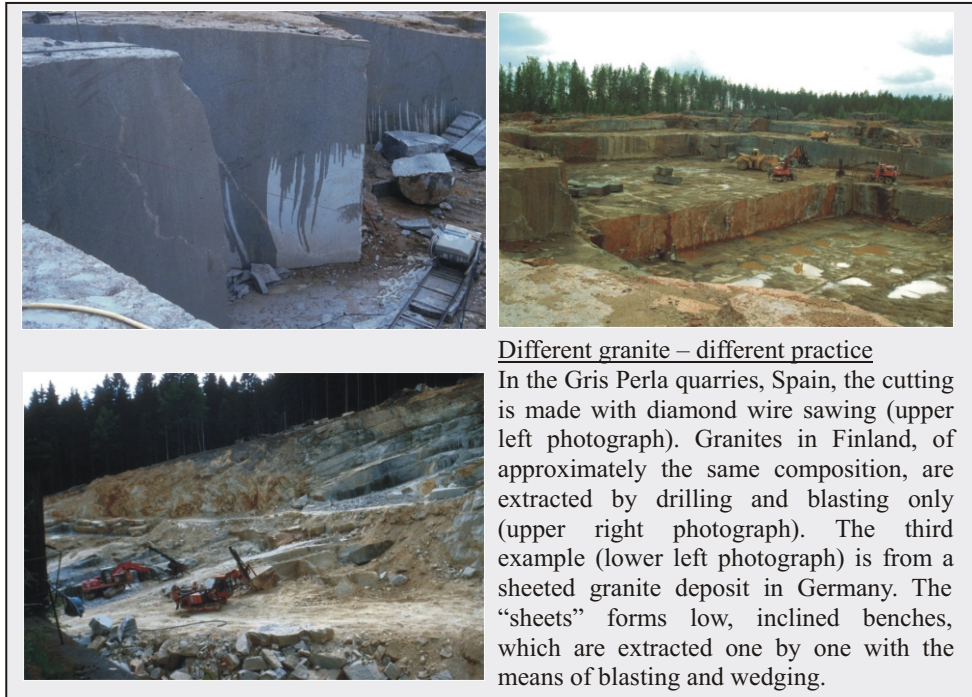 Different granite – different practice
In the Gris Perla quarries, Spain, the cutting
is made with diamond wire sawing (upper
left photograph). Granites in Finland, of
approximately the same composition, are
extracted by drilling and blasting only
(upper right photograph). The third
example (lower left photograph) is from a
sheeted granite deposit in Germany. The
“sheets” forms low, inclined benches,
which are extracted one by one with the
means of blasting and wedging.